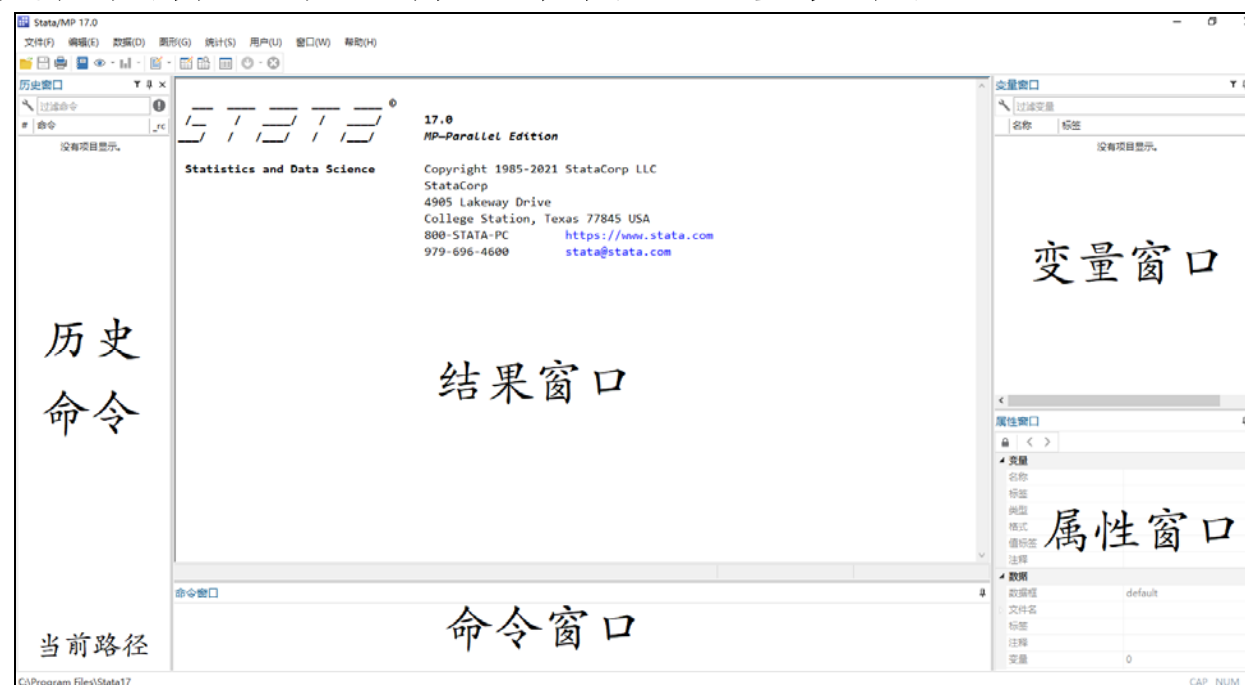 Stata/MP 17.0
文件(F) 编辑(E) 数据(D) 图形(G) 统计(S) 用户(U) 窗口(W) 帮助(H)
历史窗口
过滤命令
# 命令 _rc
没有项目显示。
历史
命令
当前路径
C:\Program Files\Stata17
STATA ©
17.0
MP—Parallel Edition
Statistics and Data Science
Copyright 1985-2021 StataCorp LLC
StataCorp
4905 Lakeway Drive
College Station, Texas 77845 USA
800-STATA-PC https://www.stata.com
979-696-4600 stata@stata.com
结果窗口
命令窗口
命令窗口
变量窗口
过滤变量
名称 标签
没有项目显示。
变量窗口
属性窗口
变量
名称
标签
类型
格式
值标签
注释
属性窗口
数据
数据框 default
文件名
标签
注释
变量 0
CAP NUM